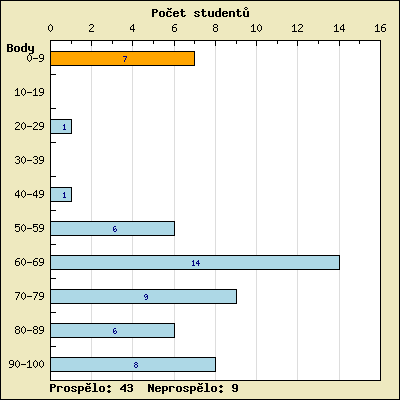 Počet studentů
0 2 4 6 8 10 12 14 16
Body
0-9 7
10-19
20-29 1
30-39
40-49 1
50-59 6
60-69 14
70-79 9
80-89 6
90-100 8
Prospělo: 43 Neprospělo: 9